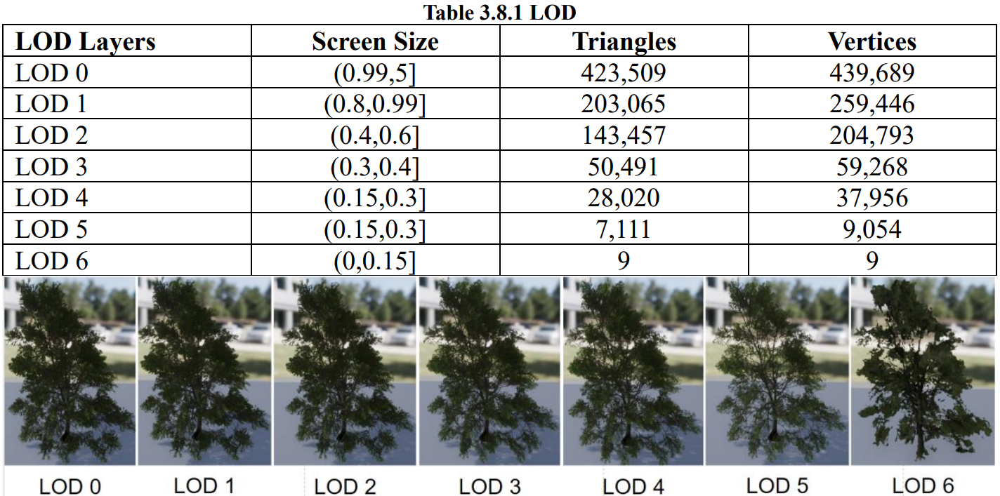 Table 3.8.1 LOD
LOD Layers Screen Size Triangles Vertices
LOD 0 (0.99,5] 423,509 439,689
LOD 1 (0.8,0.99] 203,065 259,446
LOD 2 (0.4,0.6] 143,457 204,793
LOD 3 (0.3,0.4] 50,491 59,268
LOD 4 (0.15,0.3] 28,020 37,956
LOD 5 (0.15,0.3] 7,111 9,054
LOD 6 (0,0.15] 9 9
LOD 0 LOD 1 LOD 2 LOD 3 LOD 4 LOD 5 LOD 6